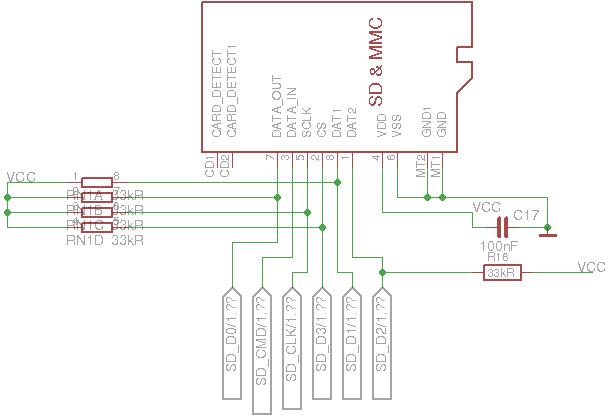 SD & MMC
CARD_DETECT
CARD_DETECT1
DATA_OUT
DATA_IN
SCLK
CS
DAT1
DAT2
VDD
VSS
GND1
GND
CD1
CD2
7
3
5
2
8
1
4
6
MT2
MT1
VCC
1
8
RN1A 33kR
7
RN1B 33kR
6
RN1C 33kR
RN1D 33kR
VCC
C17
100nF
R16
33kR
VCC
SD_D0/1.??
SD_CMD/1.??
SD_CLK/1.??
SD_D3/1.??
SD_D1/1.??
SD_D2/1.??